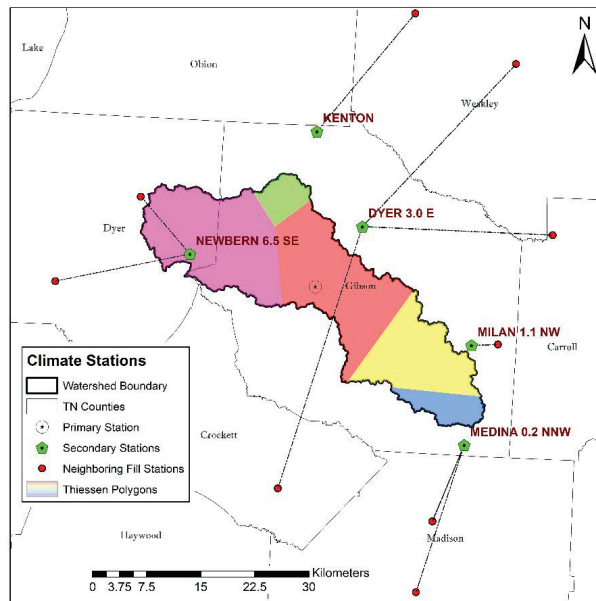 N
Lake
Obion
Weakley
KENTON
DYER 3.0 E
Dyer
NEWBERN 6.5 SE
Gibson
MILAN 1.1 NW
Carroll
Climate Stations
Watershed Boundary
TN Counties
Primary Station
Secondary Stations
Neighboring Fill Stations
Thiessen Polygons
Crockett
MEDINA 0.2 NNW
Haywood
Madison
Kilometers
0 3.75 7.5 15 22.5 30